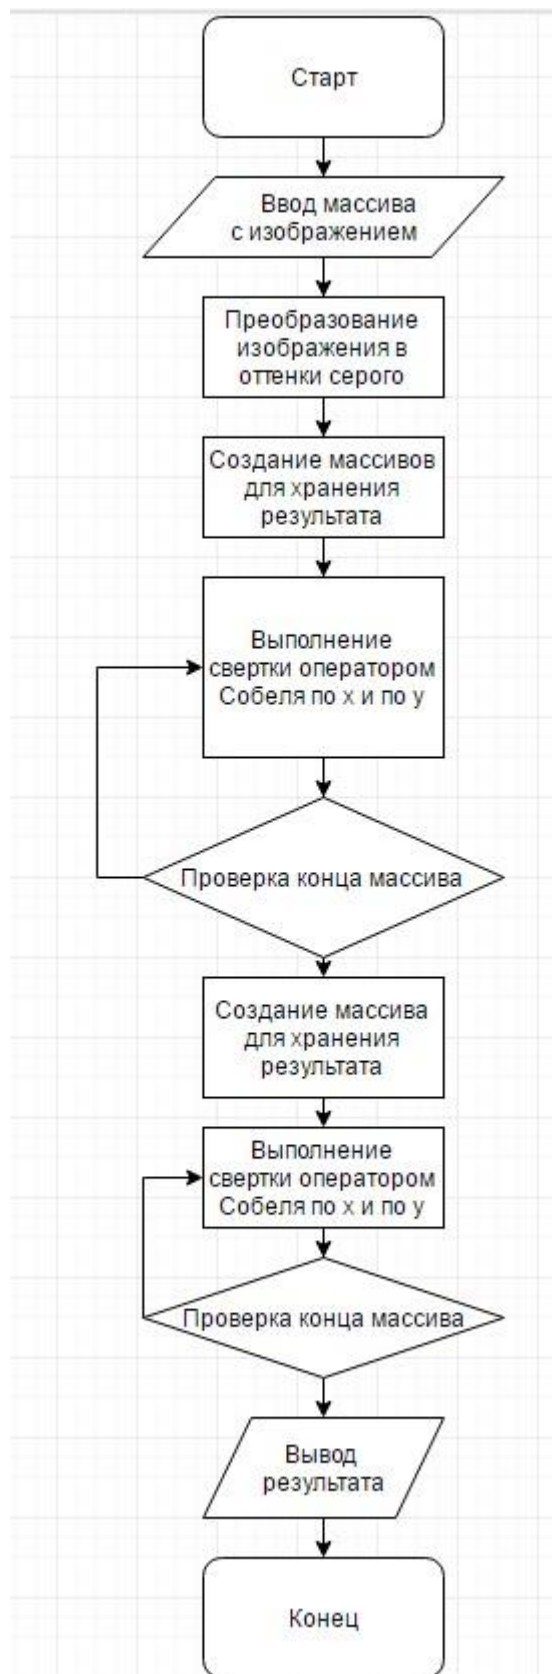 Старт
Ввод массива
с изображением
Преобразование
изображения в
оттенки серого
Создание массивов
для хранения
результата
Выполнение
свертки оператором
Собеля по x и по y
Проверка конца массива
Создание массива
для хранения
результата
Выполнение
свертки оператором
Собеля по x и по y
Проверка конца массива
Вывод
результата
Конец